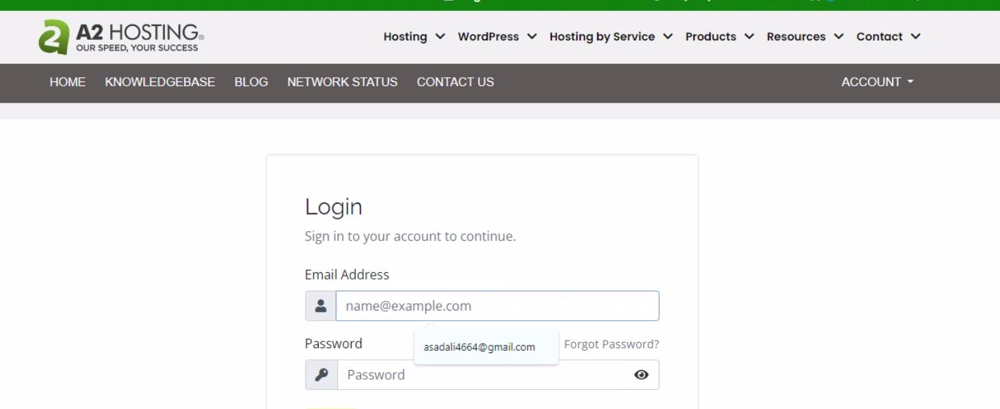 A2 HOSTING®
OUR SPEED, YOUR SUCCESS
Hosting WordPress Hosting by Service Products Resources Contact
HOME KNOWLEDGEBASE BLOG NETWORK STATUS CONTACT US ACCOUNT
Login
Sign in to your account to continue.
Email Address
name@example.com
Password asadali4664@gmail.com Forgot Password?
Password